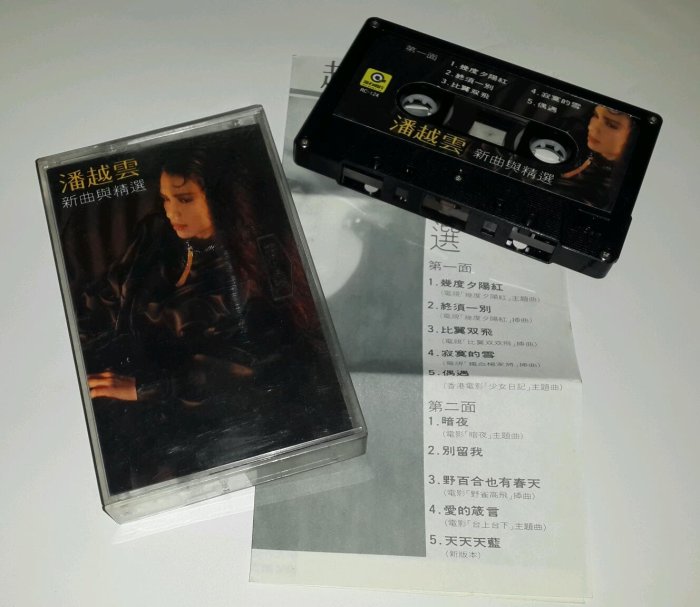 潘越雲
新曲與精選
第一面
1.幾度夕陽紅
2.終須一別
3.比翼双飛
4.寂寞的雪
5.偶遇
RC-124
潘越雲
新曲與精選
選
第一面
1.幾度夕陽紅
(電視「幾度夕陽紅」主題曲)
2.終須一別
(電視「幾度夕陽紅」插曲)
3.比翼双飛
(電視「比翼双双飛」插曲)
4.寂寞的雪
5.偶遇
(香港電影「少女日記」主題曲)
第二面
1.暗夜
(電影「暗夜」主題曲)
2.別留我
3.野百合也有春天
(電影「野雀高飛」插曲)
4.愛的箴言
(電影「台上台下」主題曲)
5.天天天藍
(新版本)